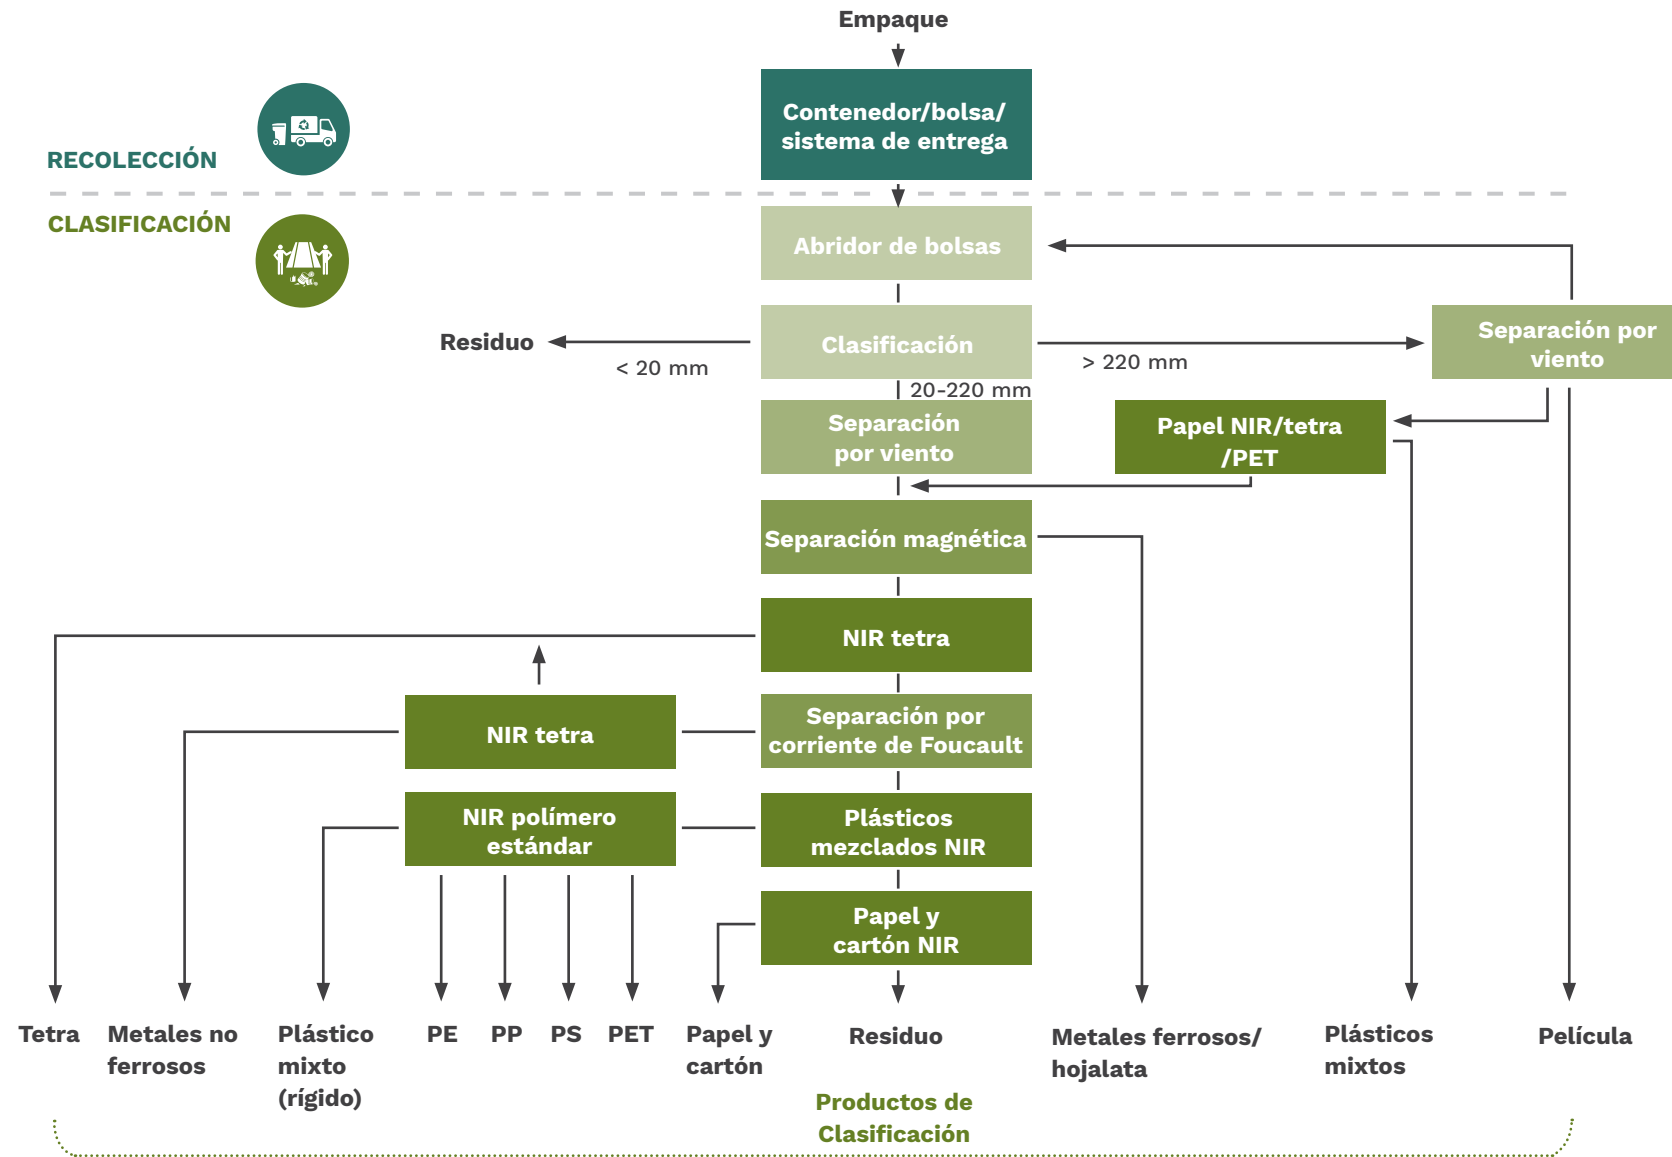 Empaque
Contenedor/bolsa/
sistema de entrega
RECOLECCIÓN
CLASIFICACIÓN
Abridor de bolsas
Residuo
< 20 mm
Clasificación
> 220 mm
20-220 mm
Separación por
viento
Separación
por viento
Papel NIR/tetra
/PET
Separación magnética
NIR tetra
NIR tetra
Separación por
corriente de Foucault
NIR polímero
estándar
Plásticos
mezclados NIR
Papel y
cartón NIR
Tetra
Metales no
ferrosos
Plástico
mixto
(rígido)
PE
PP
PS
PET
Papel y
cartón
Residuo
Metales ferrosos/
hojalata
Plásticos
mixtos
Película
Productos de
Clasificación